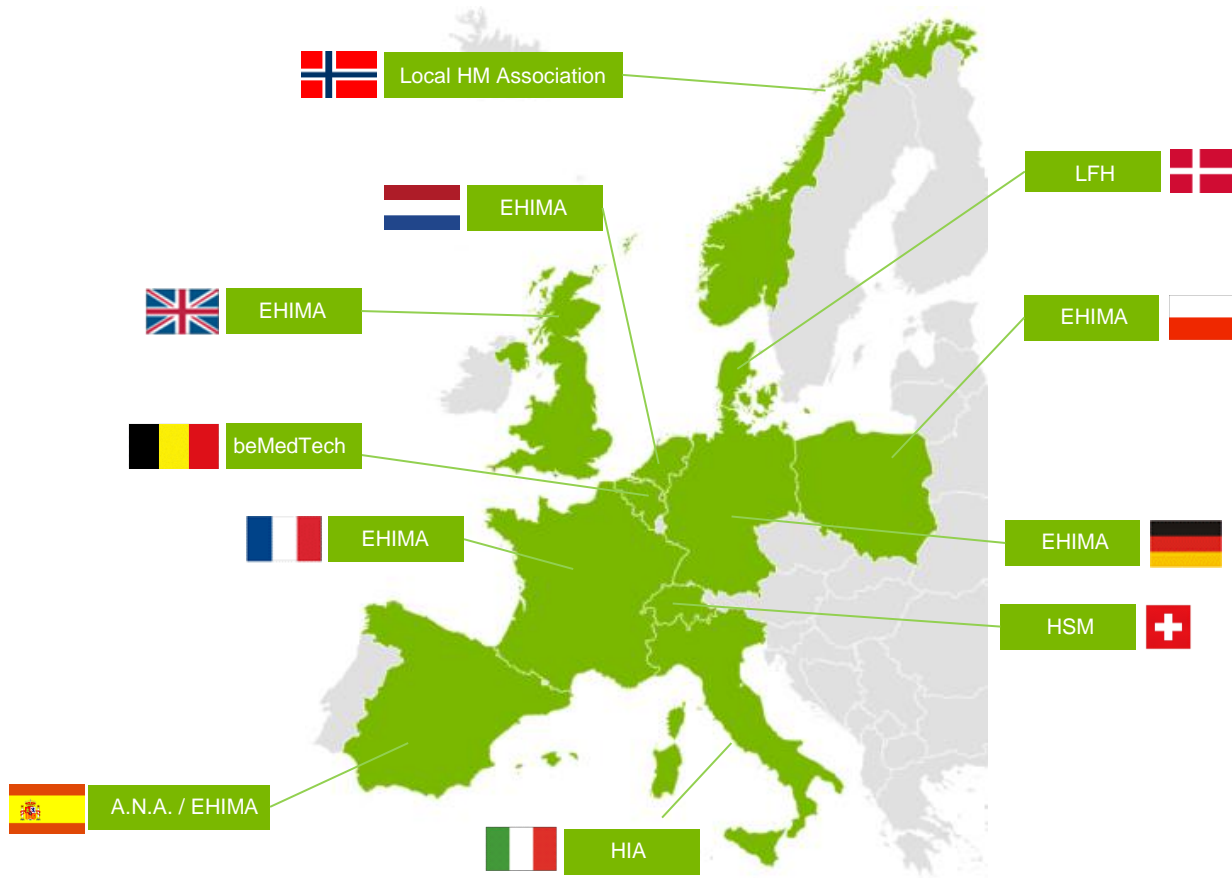 Local HM Association
LFH
EHIMA
EHIMA
EHIMA
beMedTech
EHIMA
EHIMA
HSM
A.N.A. / EHIMA
HIA